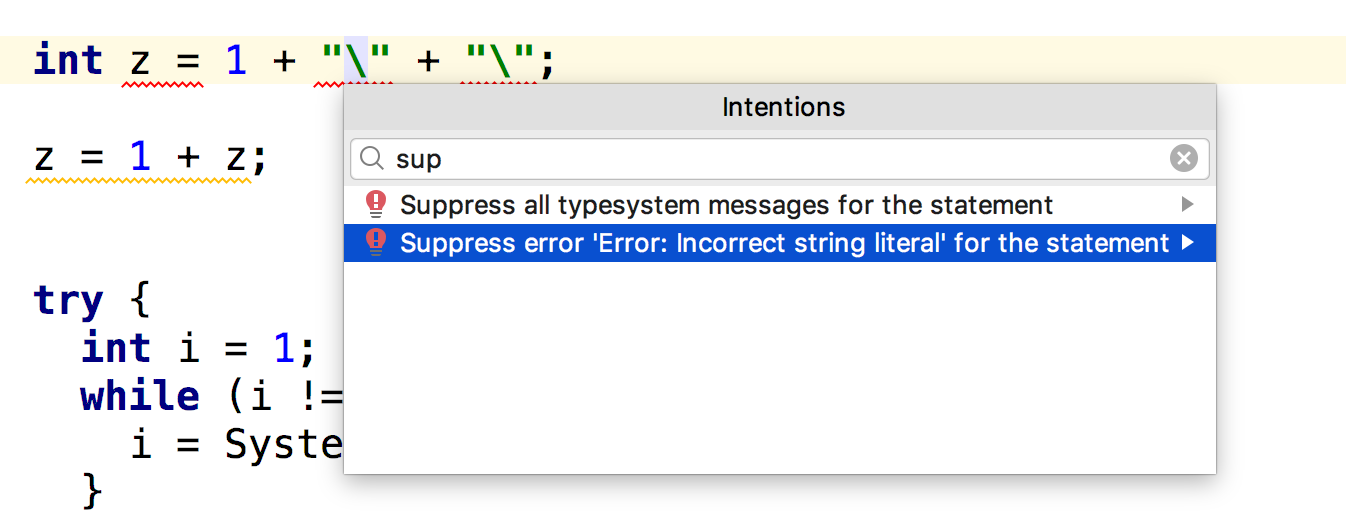 int z = 1 + "\" + "\";
Intentions
z = 1 + z;
sup
Suppress all typesystem messages for the statement
Suppress error 'Error: Incorrect string literal' for the statement
try {
int i = 1;
while (i !=
i = Syste
}